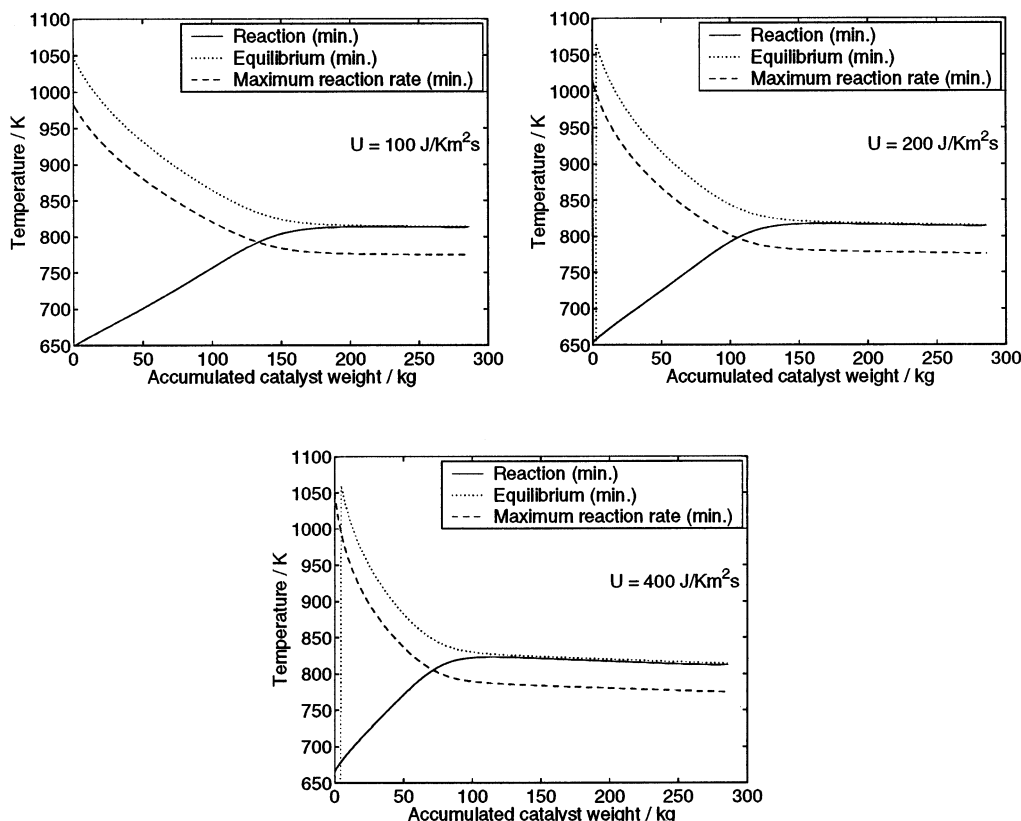 1100
1050
1000
950
900
850
800
750
700
650
Temperature / K
Reaction (min.)
Equilibrium (min.)
Maximum reaction rate (min.)
U = 100 J/Km²s
0 50 100 150 200 250 300
Accumulated catalyst weight / kg
1100
1050
1000
950
900
850
800
750
700
650
Temperature / K
Reaction (min.)
Equilibrium (min.)
Maximum reaction rate (min.)
U = 200 J/Km²s
0 50 100 150 200 250 300
Accumulated catalyst weight / kg
1100
1050
1000
950
900
850
800
750
700
650
Temperature / K
Reaction (min.)
Equilibrium (min.)
Maximum reaction rate (min.)
U = 400 J/Km²s
0 50 100 150 200 250 300
Accumulated catalyst weight / kg